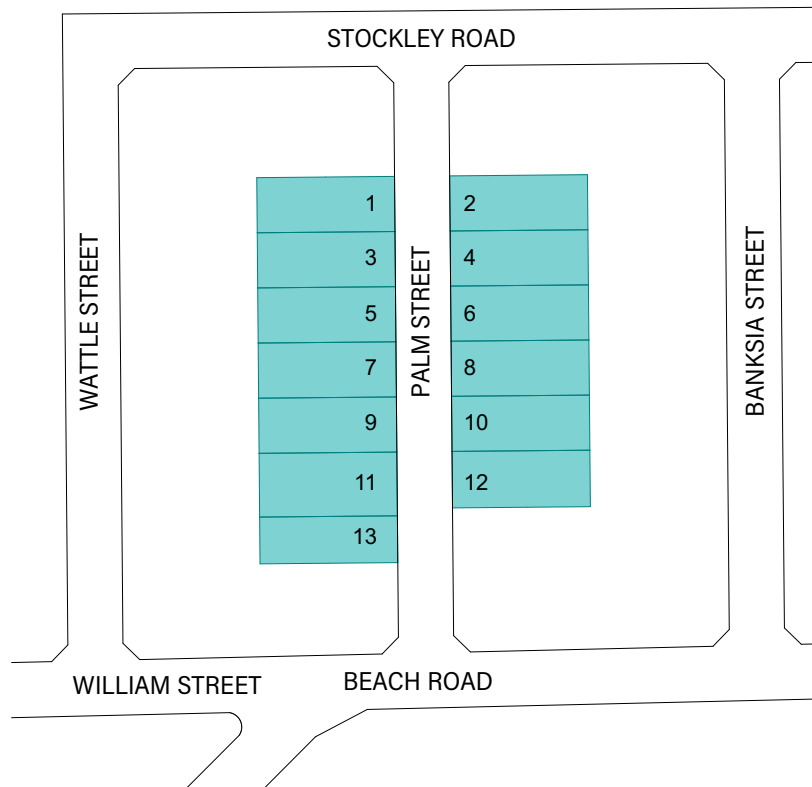 STOCKLEY ROAD
1
2
3
4
5
6
7
8
9
10
11
12
13
WATTLE STREET
PALM STREET
BANKSIA STREET
WILLIAM STREET
BEACH ROAD